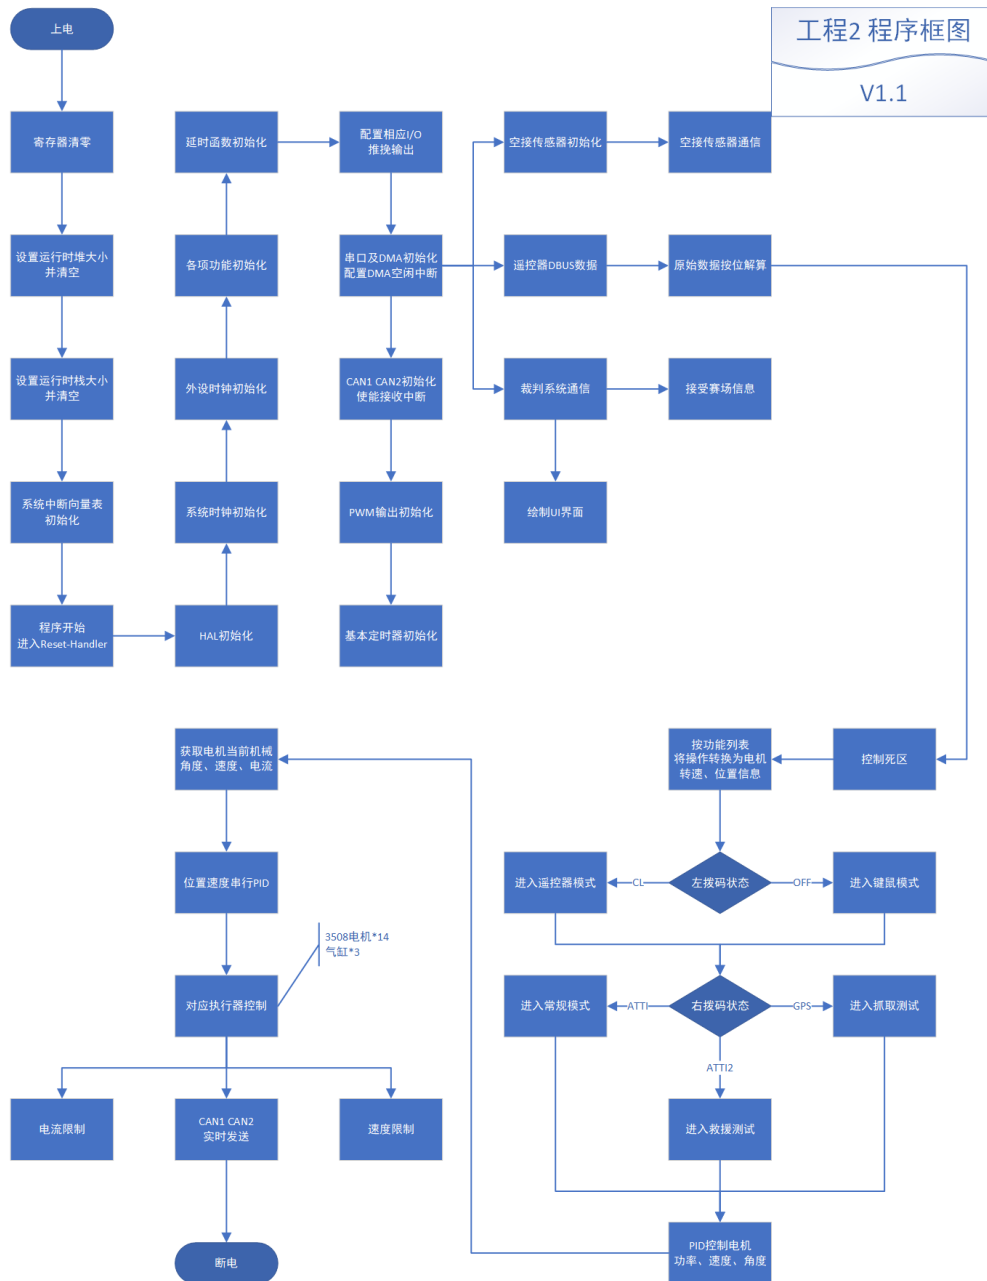 工程2 程序框图
V1.1
上电
寄存器清零
延时函数初始化
配置相应I/O
推挽输出
空接传感器初始化
空接传感器通信
设置运行时堆大小
并清空
各项功能初始化
串口及DMA初始化
配置DMA空闲中断
遥控器DBUS数据
原始数据按位解算
设置运行时栈大小
并清空
外设时钟初始化
CAN1 CAN2初始化
使能接收中断
裁判系统通信
接受赛场信息
系统中断向量表
初始化
系统时钟初始化
PWM输出初始化
绘制UI界面
程序开始
进入Reset-Handler
HAL初始化
基本定时器初始化
获取电机当前机械
角度、速度、电流
按功能列表
将操作转换为电机
转速、位置信息
控制死区
位置速度串行PID
进入遥控器模式
CL
左拨码状态
OFF
进入键鼠模式
3508电机*14
气缸*3
对应执行器控制
进入常规模式
ATTI
右拨码状态
GPS
进入抓取测试
ATTI2
电流限制
CAN1 CAN2
实时发送
速度限制
进入救援测试
断电
PID控制电机
功率、速度、角度